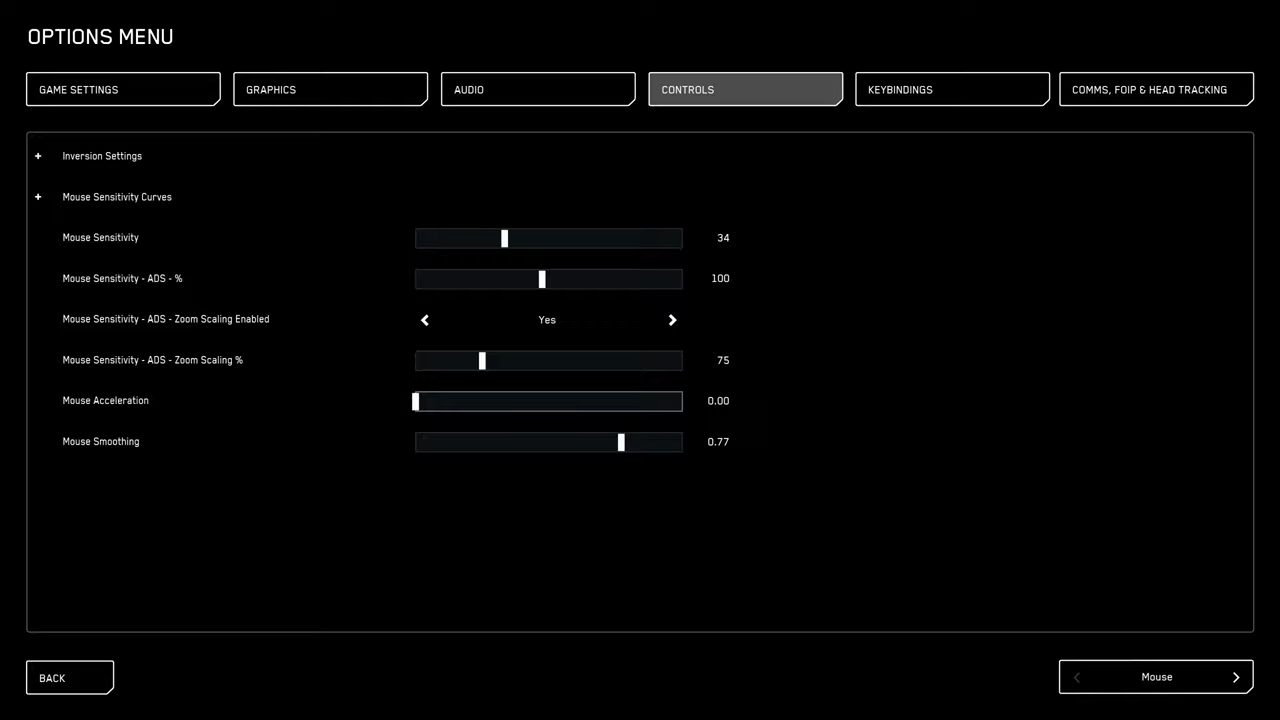 OPTIONS MENU
GAME SETTINGS
GRAPHICS
AUDIO
CONTROLS
KEYBINDINGS
COMMS, FOIP & HEAD TRACKING
+ Inversion Settings
+ Mouse Sensitivity Curves
Mouse Sensitivity 34
Mouse Sensitivity - ADS - % 100
Mouse Sensitivity - ADS - Zoom Scaling Enabled Yes
Mouse Sensitivity - ADS - Zoom Scaling % 75
Mouse Acceleration 0.00
Mouse Smoothing 0.77
BACK
Mouse